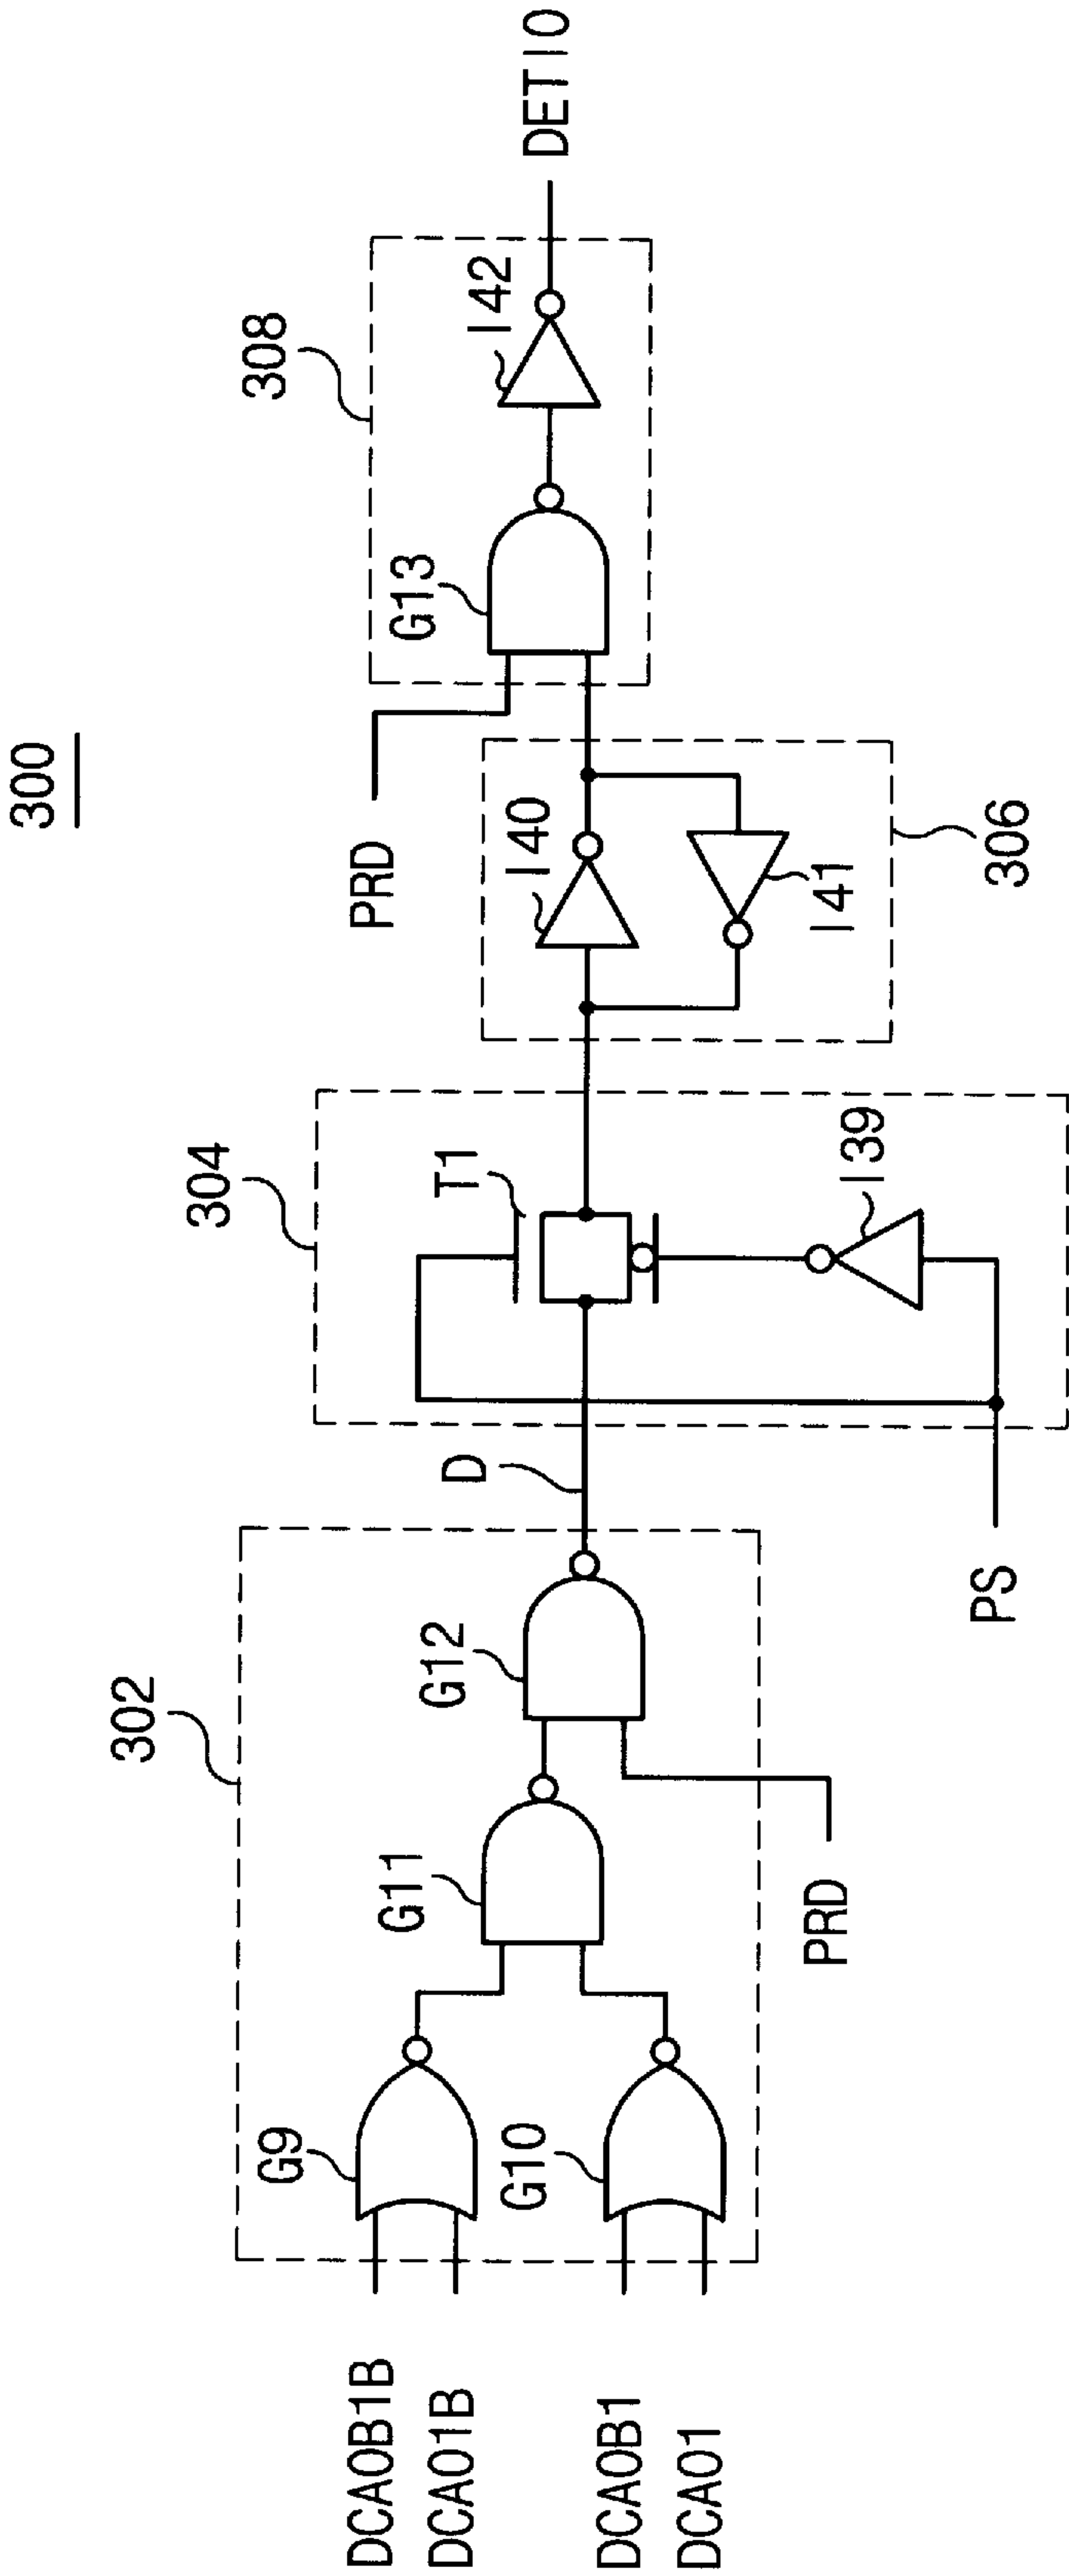 300
302
G9
G10
G11
G12
DCA0B1B
DCA01B
DCA0B1
DCA01
PRD
D
304
T1
I39
PS
306
I40
I41
PRD
308
G13
I42
DETIO